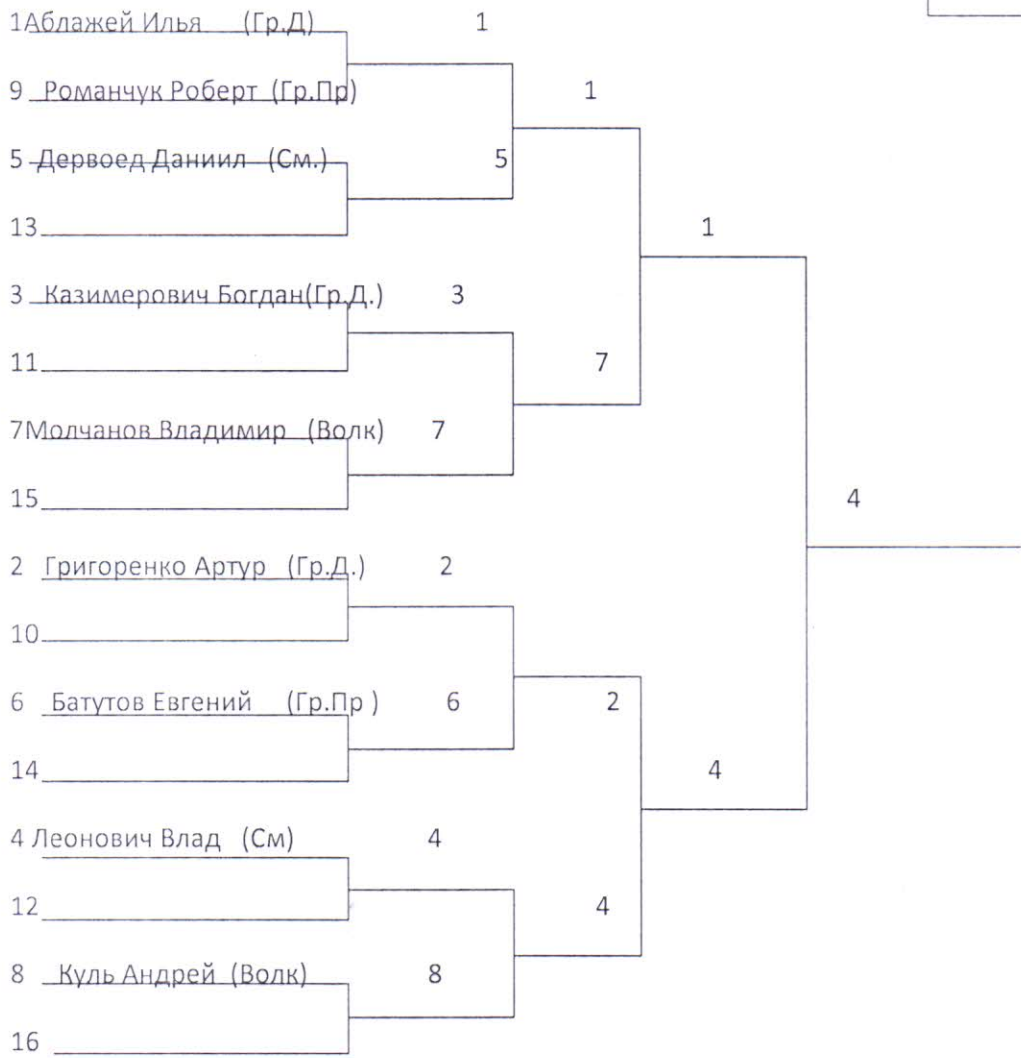 1Аблажей Илья (Гр.Д) 1
9 Романчук Роберт (Гр.Пр) 1
5 Дервоед Даниил (См.) 5
13 1
3 Казимерович Богдан(Гр.Д.) 3
11 7
7Молчанов Владимир (Волк) 7
15 4
2 Григоренко Артур (Гр.Д.) 2
10
6 Батутов Евгений (Гр.Пр ) 6 2
14 4
4 Леонович Влад (См) 4
12 4
8 Куль Андрей (Волк) 8
16